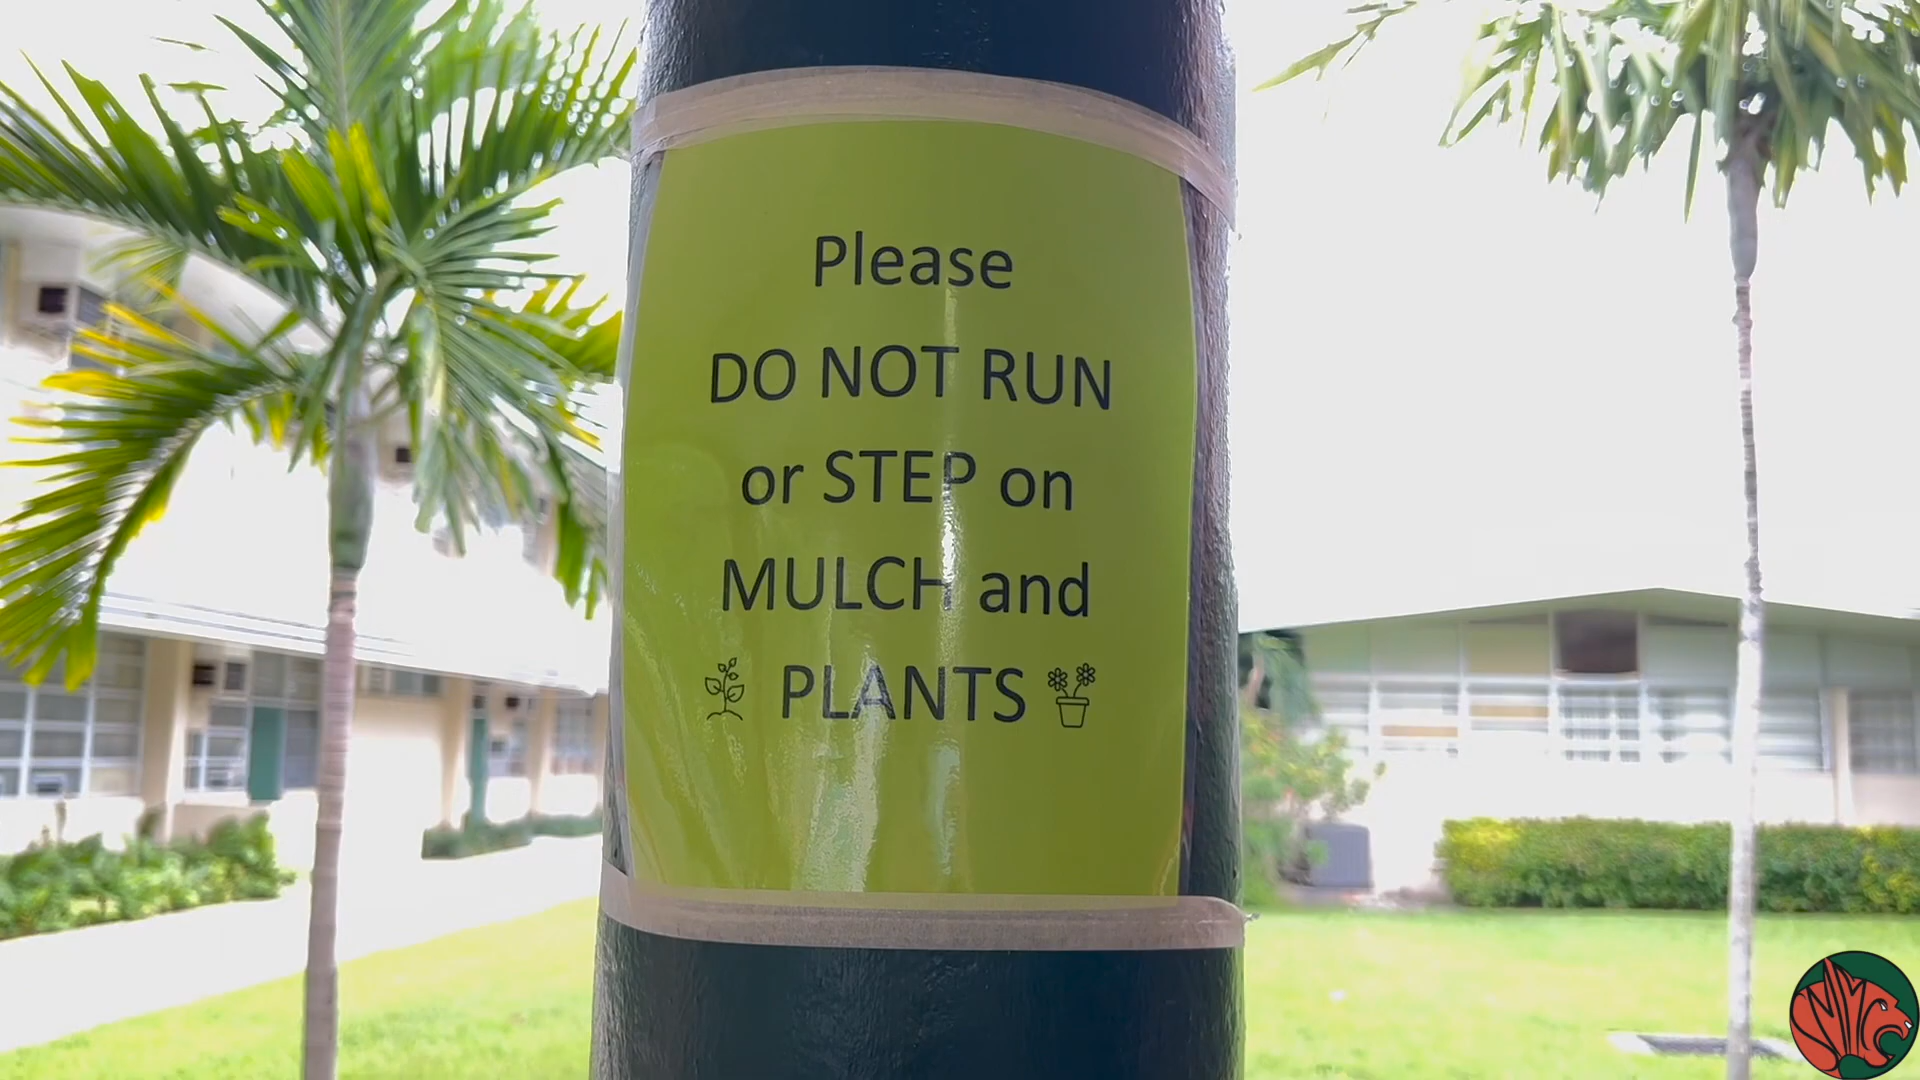 Please
DO NOT RUN
or STEP on
MULCH and
PLANTS